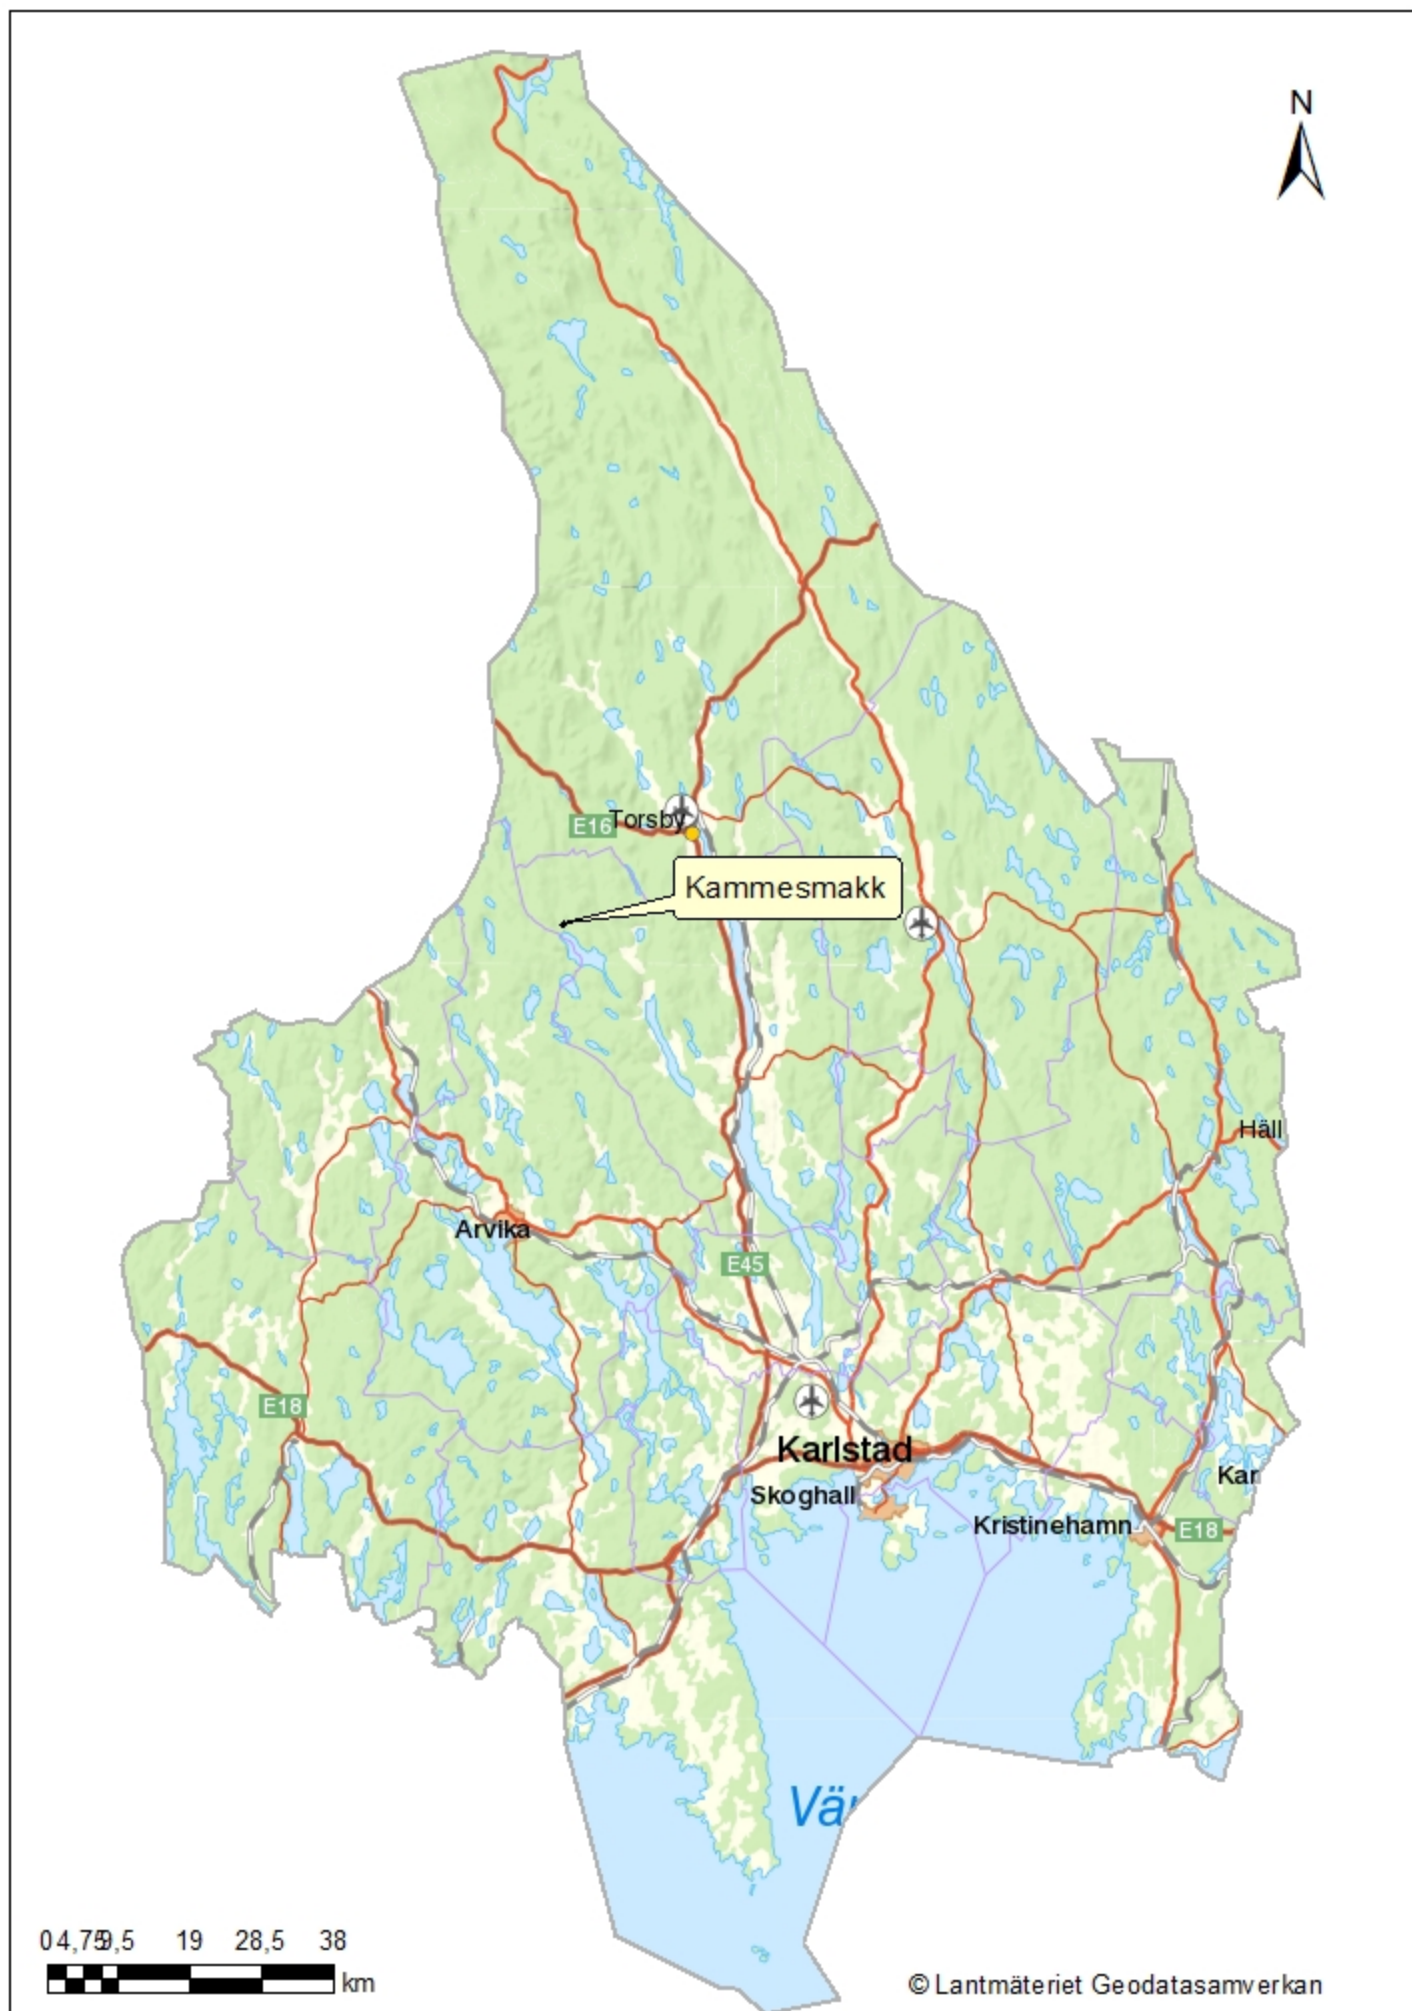 N
Torsby
E16
Kammesmakk
Häll
Arvika
E45
E18
Karlstad
Kar
Skoghall
Kristinehamn
E18
Vä
0 4,75 9,5 19 28,5 38
km
© Lantmäteriet Geodatasamverkan